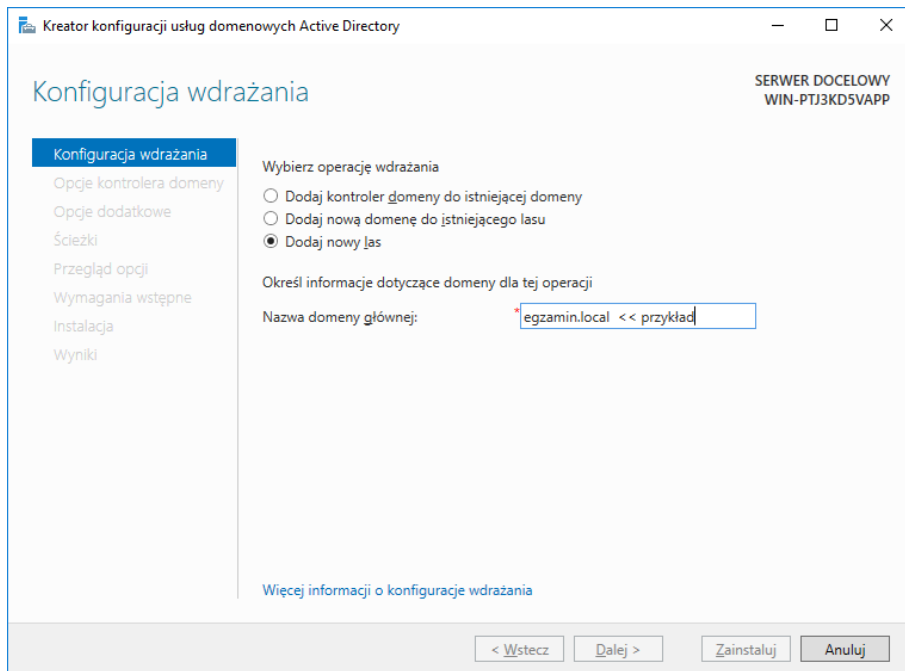 Kreator konfiguracji usług domenowych Active Directory
Konfiguracja wdrażania
SERWER DOCELOWY
WIN-PTJ3KD5VAPP
Konfiguracja wdrażania
Opcje kontrolera domeny
Opcje dodatkowe
Ścieżki
Przegląd opcji
Wymagania wstępne
Instalacja
Wyniki
Wybierz operację wdrażania
Dodaj kontroler domeny do istniejącej domeny
Dodaj nową domenę do istniejącego lasu
Dodaj nowy las
Określ informacje dotyczące domeny dla tej operacji
Nazwa domeny głównej: * egzamin.local << przykład
Więcej informacji o konfiguracje wdrażania
< Wstecz Dalej > Zainstaluj Anuluj